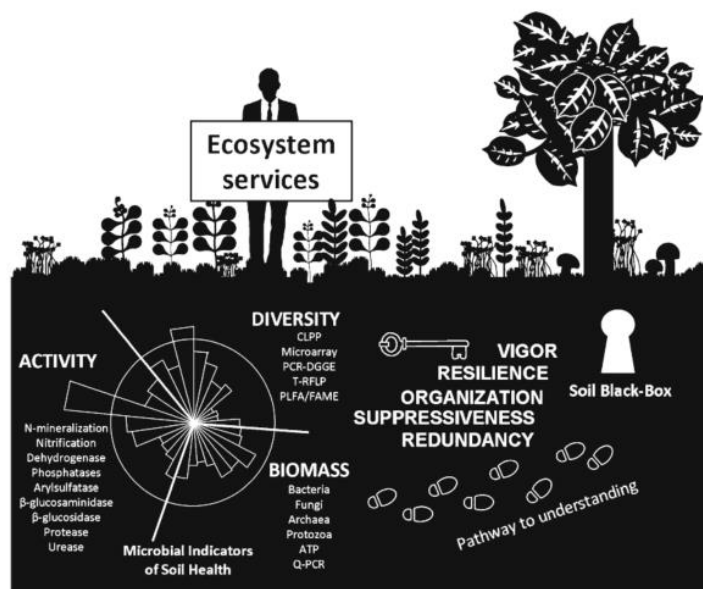 Ecosystem
services
ACTIVITY
N-mineralization
Nitrification
Dehydrogenase
Phosphatases
Arylsulfatase
β-glucosaminidase
β-glucosidase
Protease
Urease
Microbial Indicators
of Soil Health
DIVERSITY
CLPP
Microarray
PCR-DGGE
T-RFLP
PLFA/FAME
BIOMASS
Bacteria
Fungi
Archaea
Protozoa
ATP
Q-PCR
VIGOR
RESILIENCE
ORGANIZATION
SUPPRESSIVENESS
REDUNDANCY
Soil Black-Box
Pathway to understanding